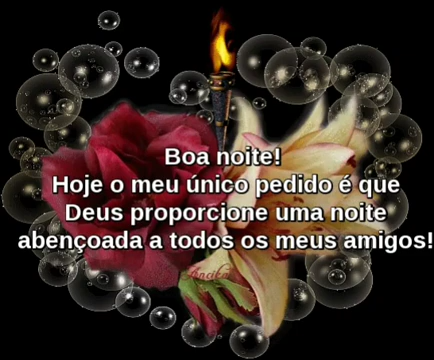 Boa noite!
Hoje o meu único pedido é que
Deus proporcione uma noite
abençoada a todos os meus amigos!